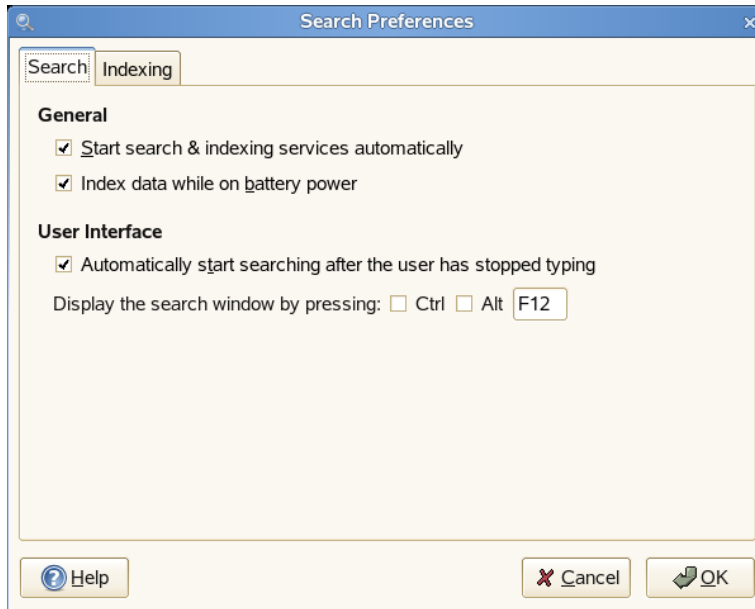 Search Preferences
Search Indexing
General
Start search & indexing services automatically
Index data while on battery power
User Interface
Automatically start searching after the user has stopped typing
Display the search window by pressing: Ctrl Alt F12
Help Cancel OK